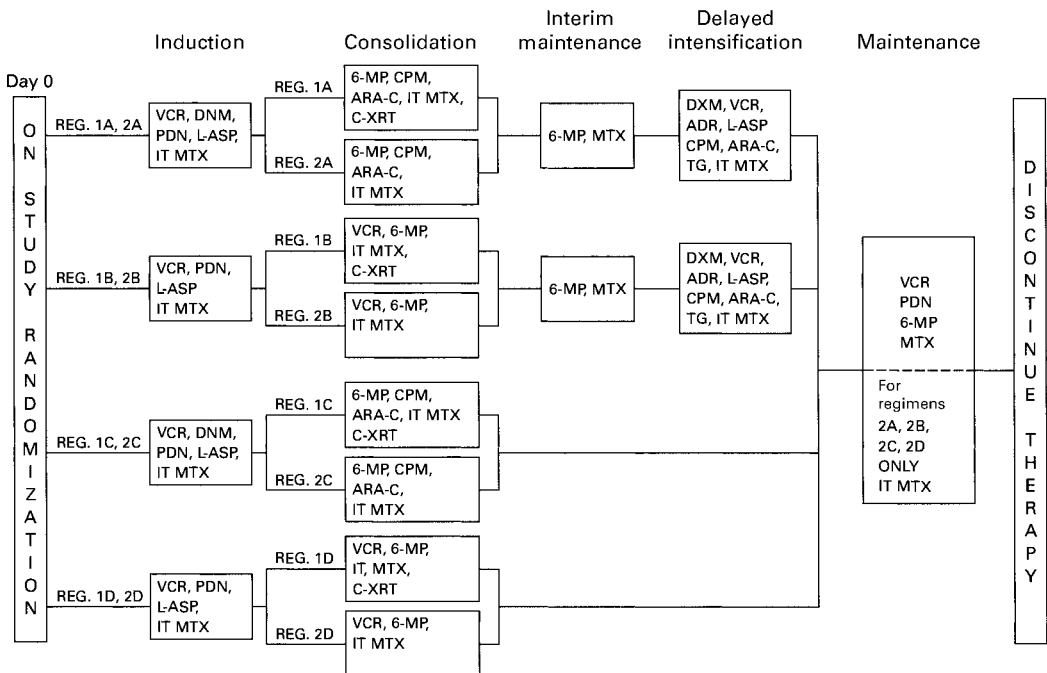 Induction
Consolidation
Interim
maintenance
Delayed
intensification
Maintenance
Day 0
ON STUDY RANDOMIZATION
REG. 1A, 2A
VCR, DNM,
PDN, L-ASP,
IT MTX
REG. 1A
6-MP, CPM,
ARA-C, IT MTX,
C-XRT
REG. 2A
6-MP, CPM,
ARA-C,
IT MTX
6-MP, MTX
DXM, VCR,
ADR, L-ASP
CPM, ARA-C,
TG, IT MTX
REG. 1B, 2B
VCR, PDN,
L-ASP
IT MTX
REG. 1B
VCR, 6-MP,
IT MTX,
C-XRT
REG. 2B
VCR, 6-MP,
IT MTX
6-MP, MTX
DXM, VCR,
ADR, L-ASP,
CPM, ARA-C,
TG, IT MTX
REG. 1C, 2C
VCR, DNM,
PDN, L-ASP,
IT MTX
REG. 1C
6-MP, CPM,
ARA-C, IT MTX
C-XRT
REG. 2C
6-MP, CPM,
ARA-C,
IT MTX
REG. 1D, 2D
VCR, PDN,
L-ASP,
IT MTX
REG. 1D
VCR, 6-MP,
IT, MTX,
C-XRT
REG. 2D
VCR, 6-MP,
IT MTX
VCR
PDN
6-MP
MTX
For
regimens
2A, 2B,
2C, 2D
ONLY
IT MTX
DISCONTINUE THERAPY